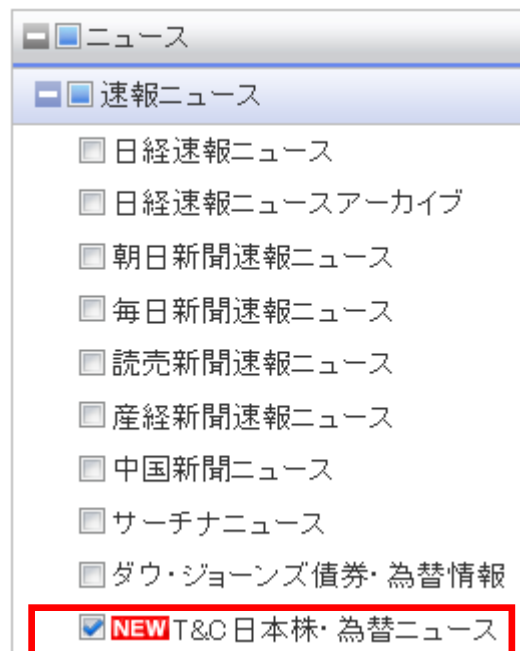 ニュース
速報ニュース
日経速報ニュース
日経速報ニュースアーカイブ
朝日新聞速報ニュース
毎日新聞速報ニュース
読売新聞速報ニュース
産経新聞速報ニュース
中国新聞ニュース
サーチナニュース
ダウ・ジョーンズ債券・為替情報
NEW T&C日本株・為替ニュース